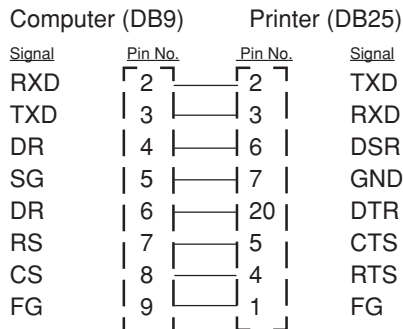 Computer (DB9) Printer (DB25)
Signal Pin No. Pin No. Signal
RXD 2 2 TXD
TXD 3 3 RXD
DR 4 6 DSR
SG 5 7 GND
DR 6 20 DTR
RS 7 5 CTS
CS 8 4 RTS
FG 9 1 FG